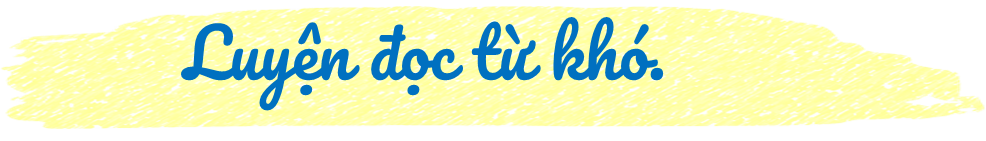 Luyện đọc từ khó.